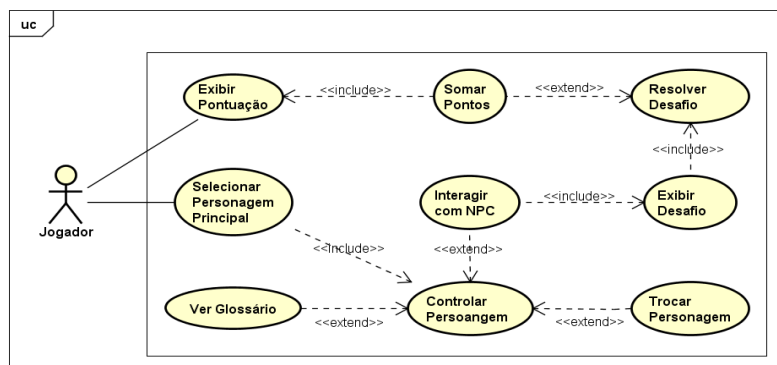 uc
Exibir
Pontuação
<<include>>
Somar
Pontos
<<extend>>
Resolver
Desafio
<<include>>
Jogador
Selecionar
Personagem
Principal
Interagir
com NPC
<<include>>
Exibir
Desafio
<<include>>
<<extend>>
Ver Glossário
<<extend>>
Controlar
Persoangem
<<extend>>
Trocar
Personagem